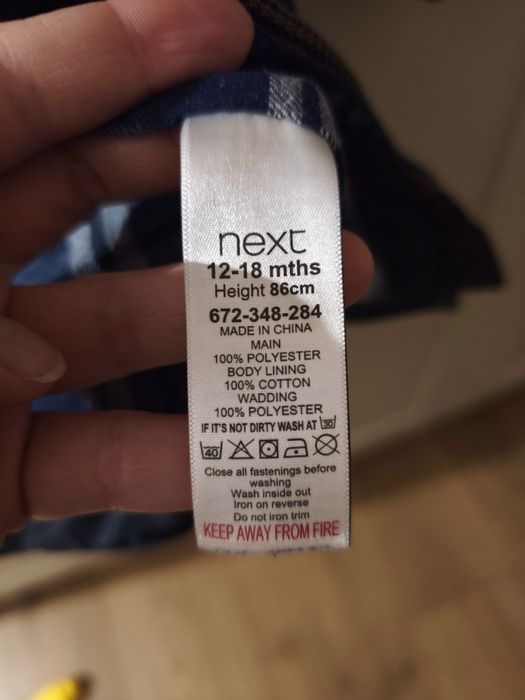 next
12-18 mths
Height 86cm
672-348-284
MADE IN CHINA
MAIN
100% POLYESTER
BODY LINING
100% COTTON
WADDING
100% POLYESTER
IF IT'S NOT DIRTY WASH AT 30
40
Close all fastenings before
washing
Wash inside out
Iron on reverse
Do not iron trim
KEEP AWAY FROM FIRE